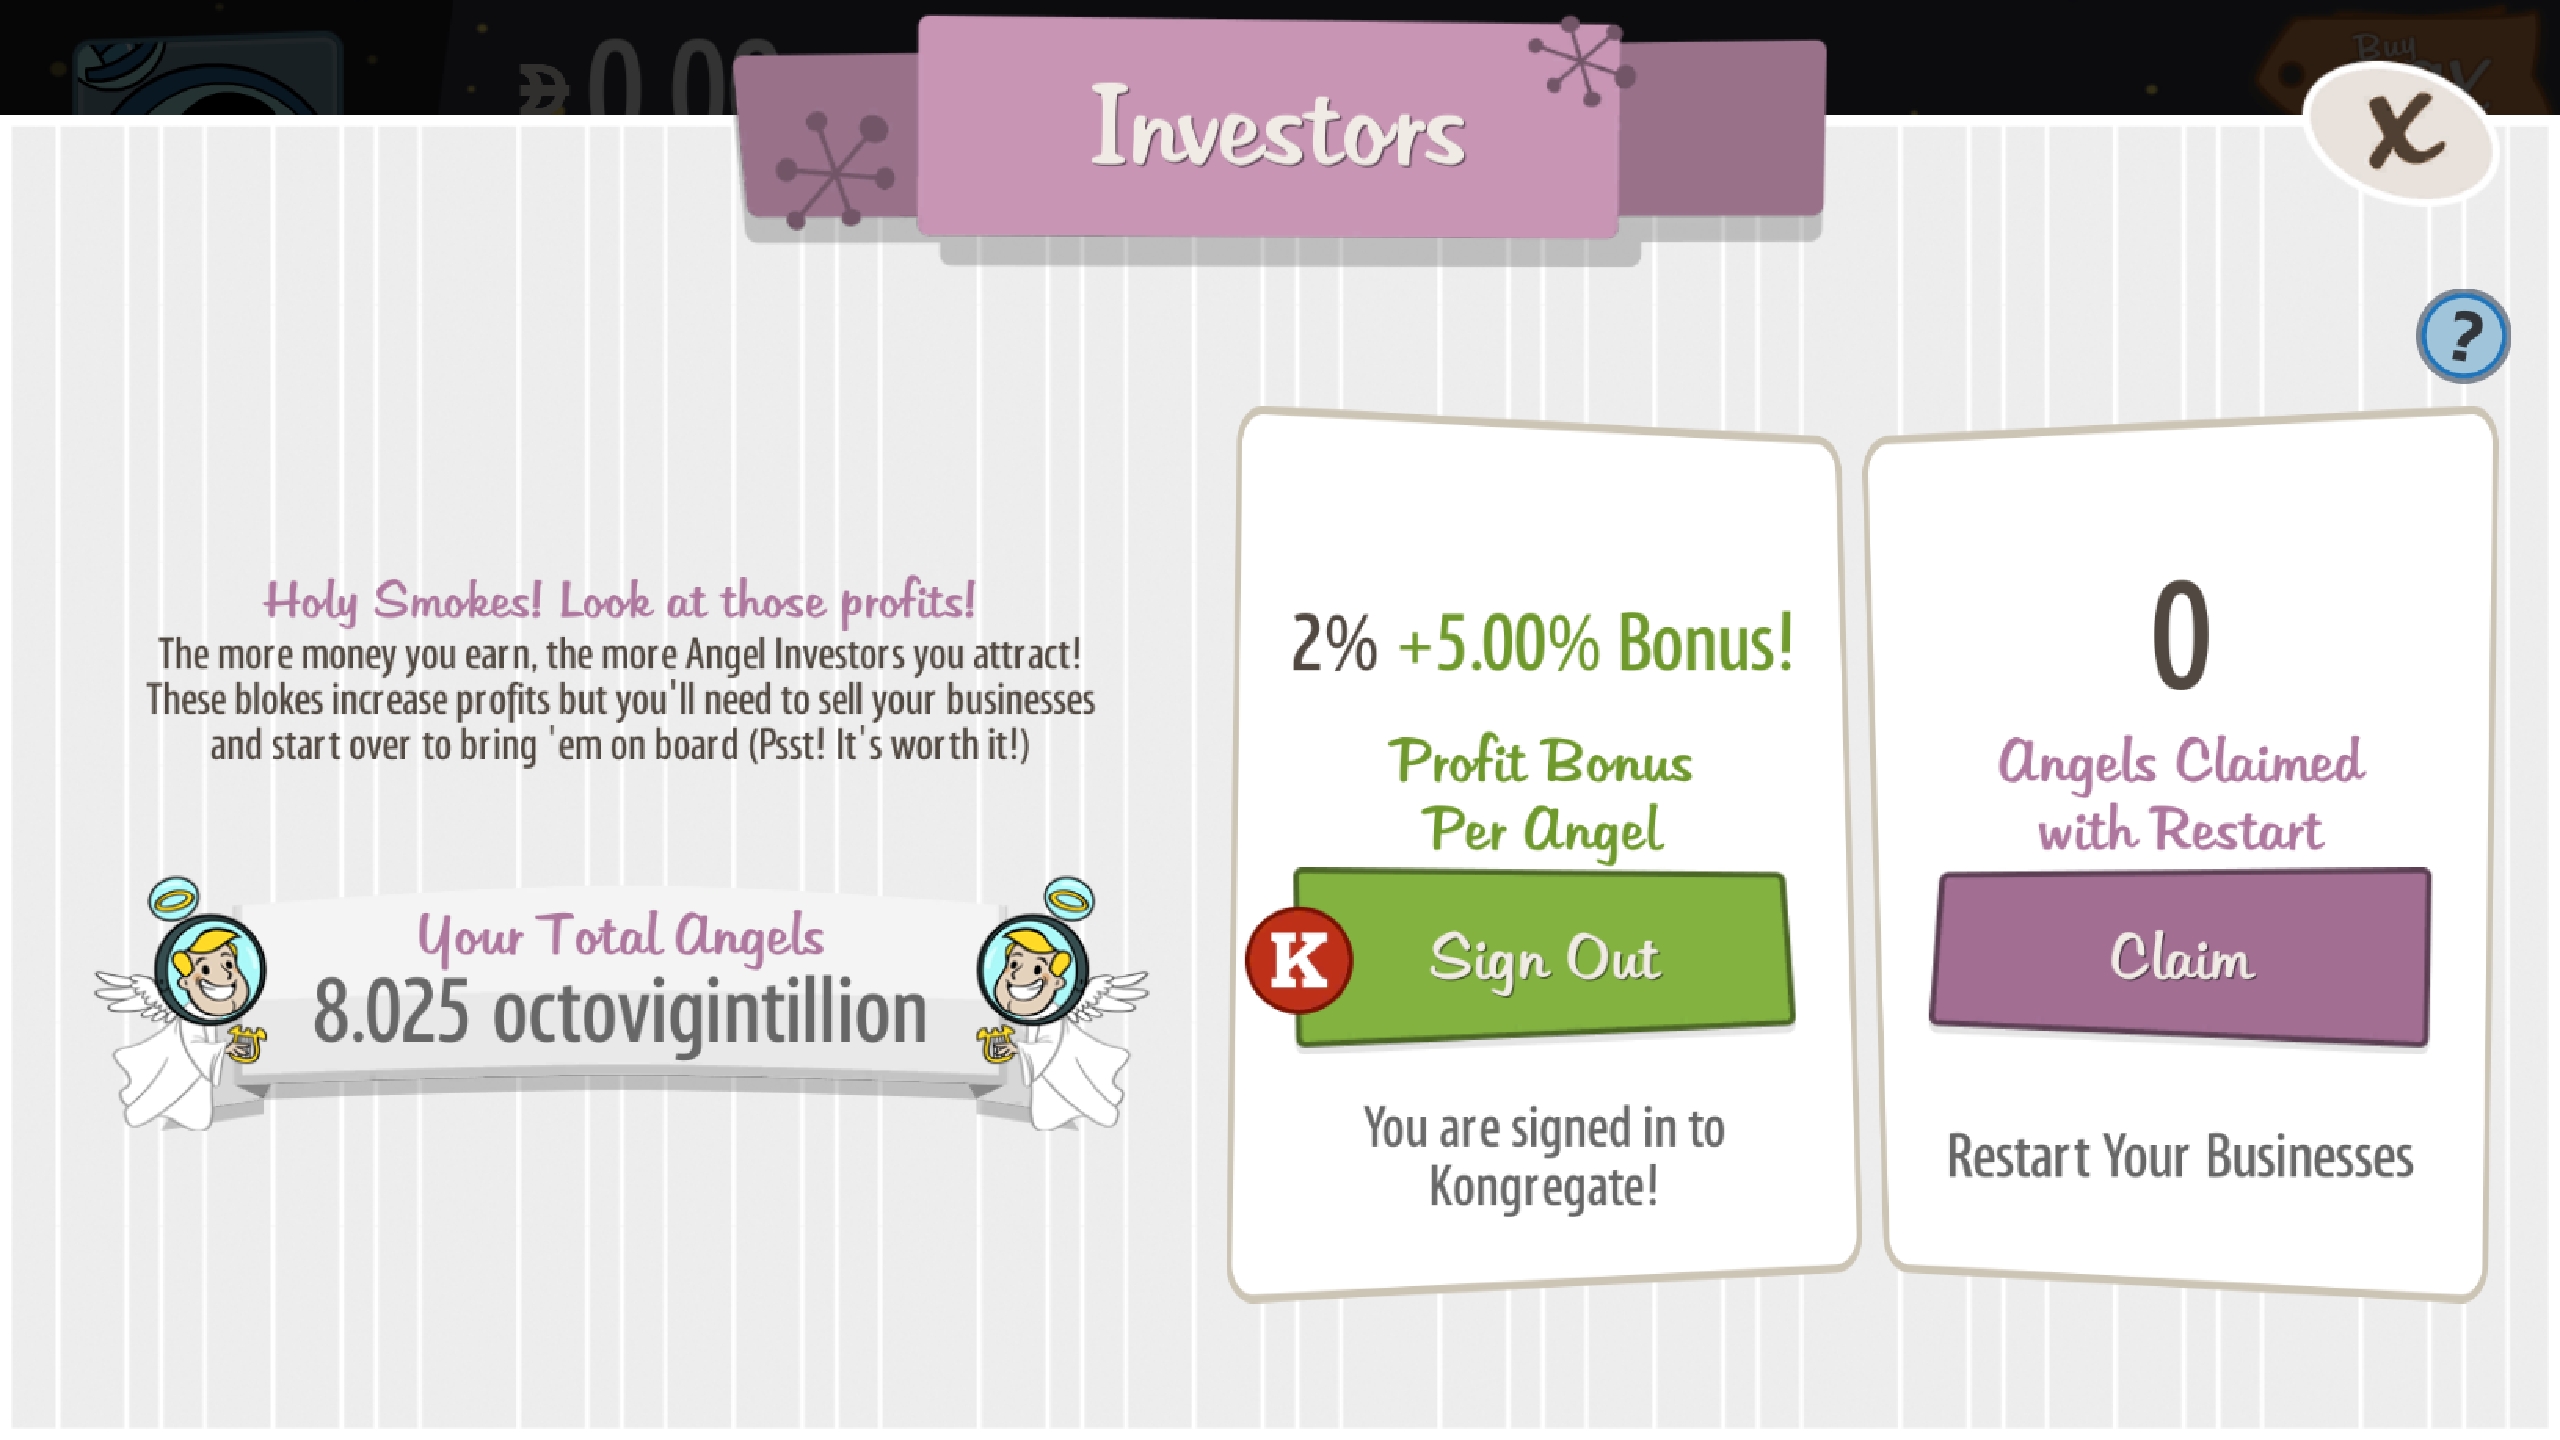 Investors
X
Buy
?
Holy Smokes! Look at those profits!
The more money you earn, the more Angel Investors you attract!
These blokes increase profits but you'll need to sell your businesses
and start over to bring 'em on board (Psst! It's worth it!)
Your Total Angels
8.025 octovigintillion
2% +5.00% Bonus!
Profit Bonus
Per Angel
K
Sign Out
You are signed in to
Kongregate!
0
Angels Claimed
with Restart
Claim
Restart Your Businesses